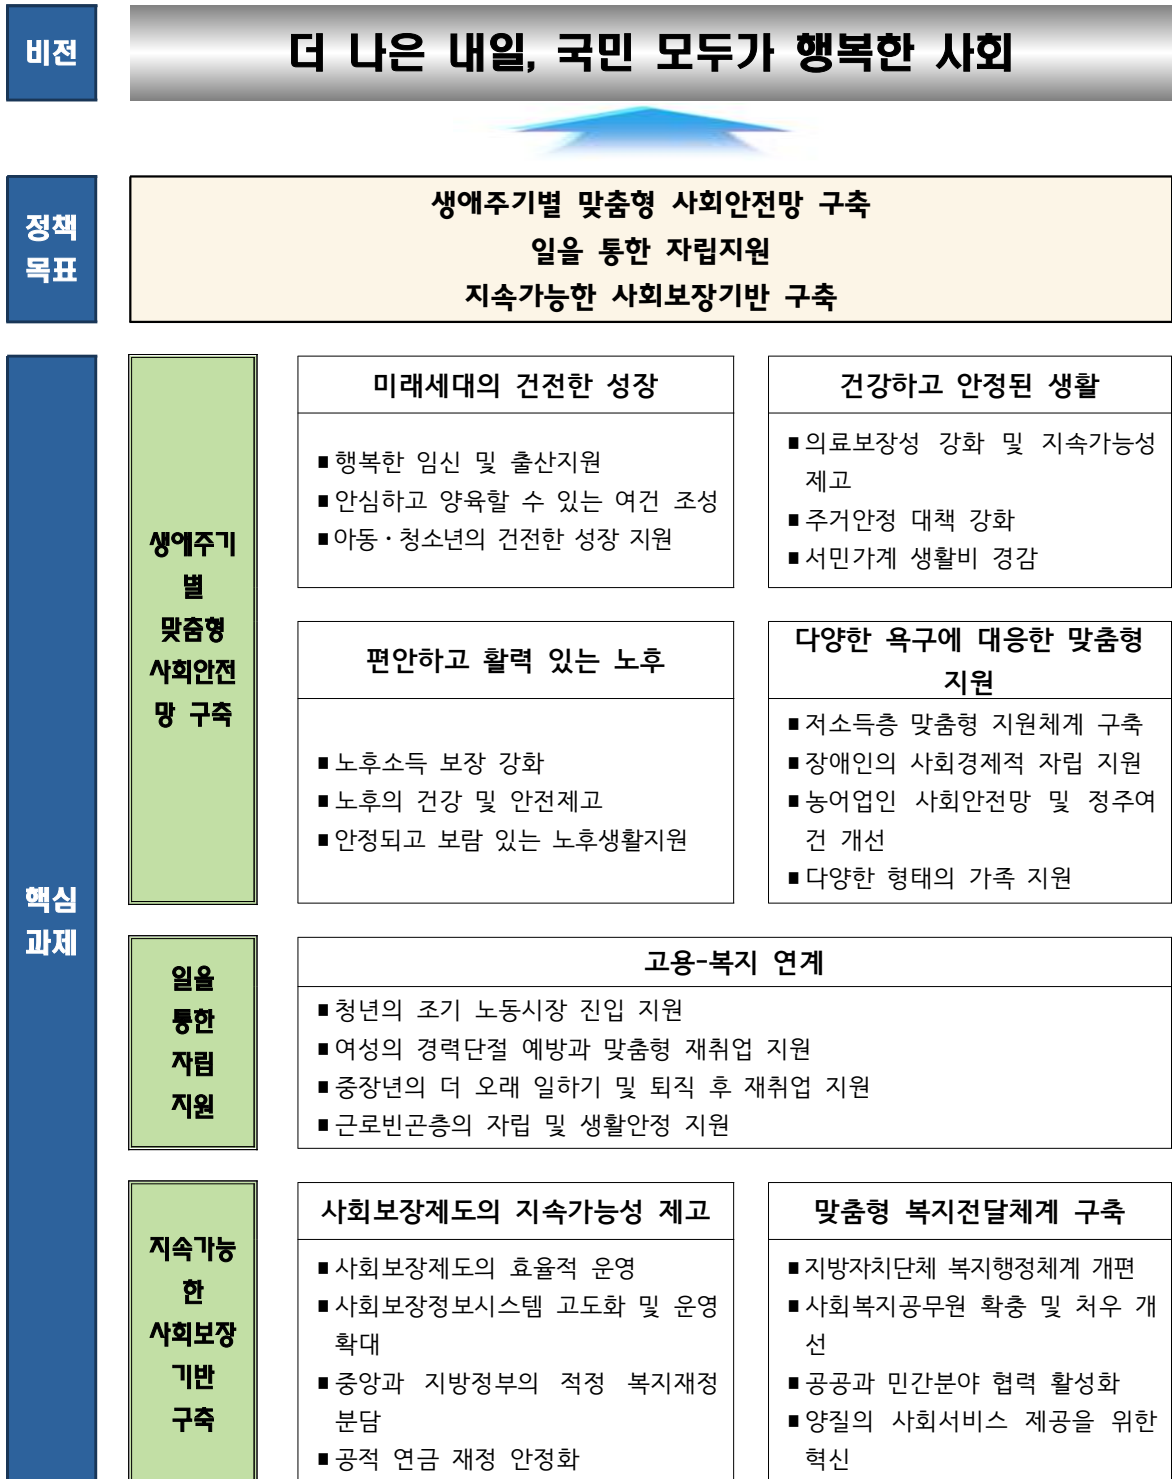 비전
더 나은 내일, 국민 모두가 행복한 사회
정책
목표
생애주기별 맞춤형 사회안전망 구축
일을 통한 자립지원
지속가능한 사회보장기반 구축
핵심
과제
생애주기
별
맞춤형
사회안전
망 구축
미래세대의 건전한 성장
■행복한 임신 및 출산지원
■안심하고 양육할 수 있는 여건 조성
■아동·청소년의 건전한 성장 지원
건강하고 안정된 생활
■의료보장성 강화 및 지속가능성
제고
■주거안정 대책 강화
■서민가계 생활비 경감
편안하고 활력 있는 노후
■노후소득 보장 강화
■노후의 건강 및 안전제고
■안정되고 보람 있는 노후생활지원
다양한 욕구에 대응한 맞춤형
지원
■저소득층 맞춤형 지원체계 구축
■장애인의 사회경제적 자립 지원
■농어업인 사회안전망 및 정주여
건 개선
■다양한 형태의 가족 지원
일을
통한
자립
지원
고용-복지 연계
■청년의 조기 노동시장 진입 지원
■여성의 경력단절 예방과 맞춤형 재취업 지원
■중장년의 더 오래 일하기 및 퇴직 후 재취업 지원
■근로빈곤층의 자립 및 생활안정 지원
지속가능
한
사회보장
기반
구축
사회보장제도의 지속가능성 제고
■사회보장제도의 효율적 운영
■사회보장정보시스템 고도화 및 운영
확대
■중앙과 지방정부의 적정 복지재정
분담
■공적 연금 재정 안정화
맞춤형 복지전달체계 구축
■지방자치단체 복지행정체계 개편
■사회복지공무원 확충 및 처우 개
선
■공공과 민간분야 협력 활성화
■양질의 사회서비스 제공을 위한
혁신